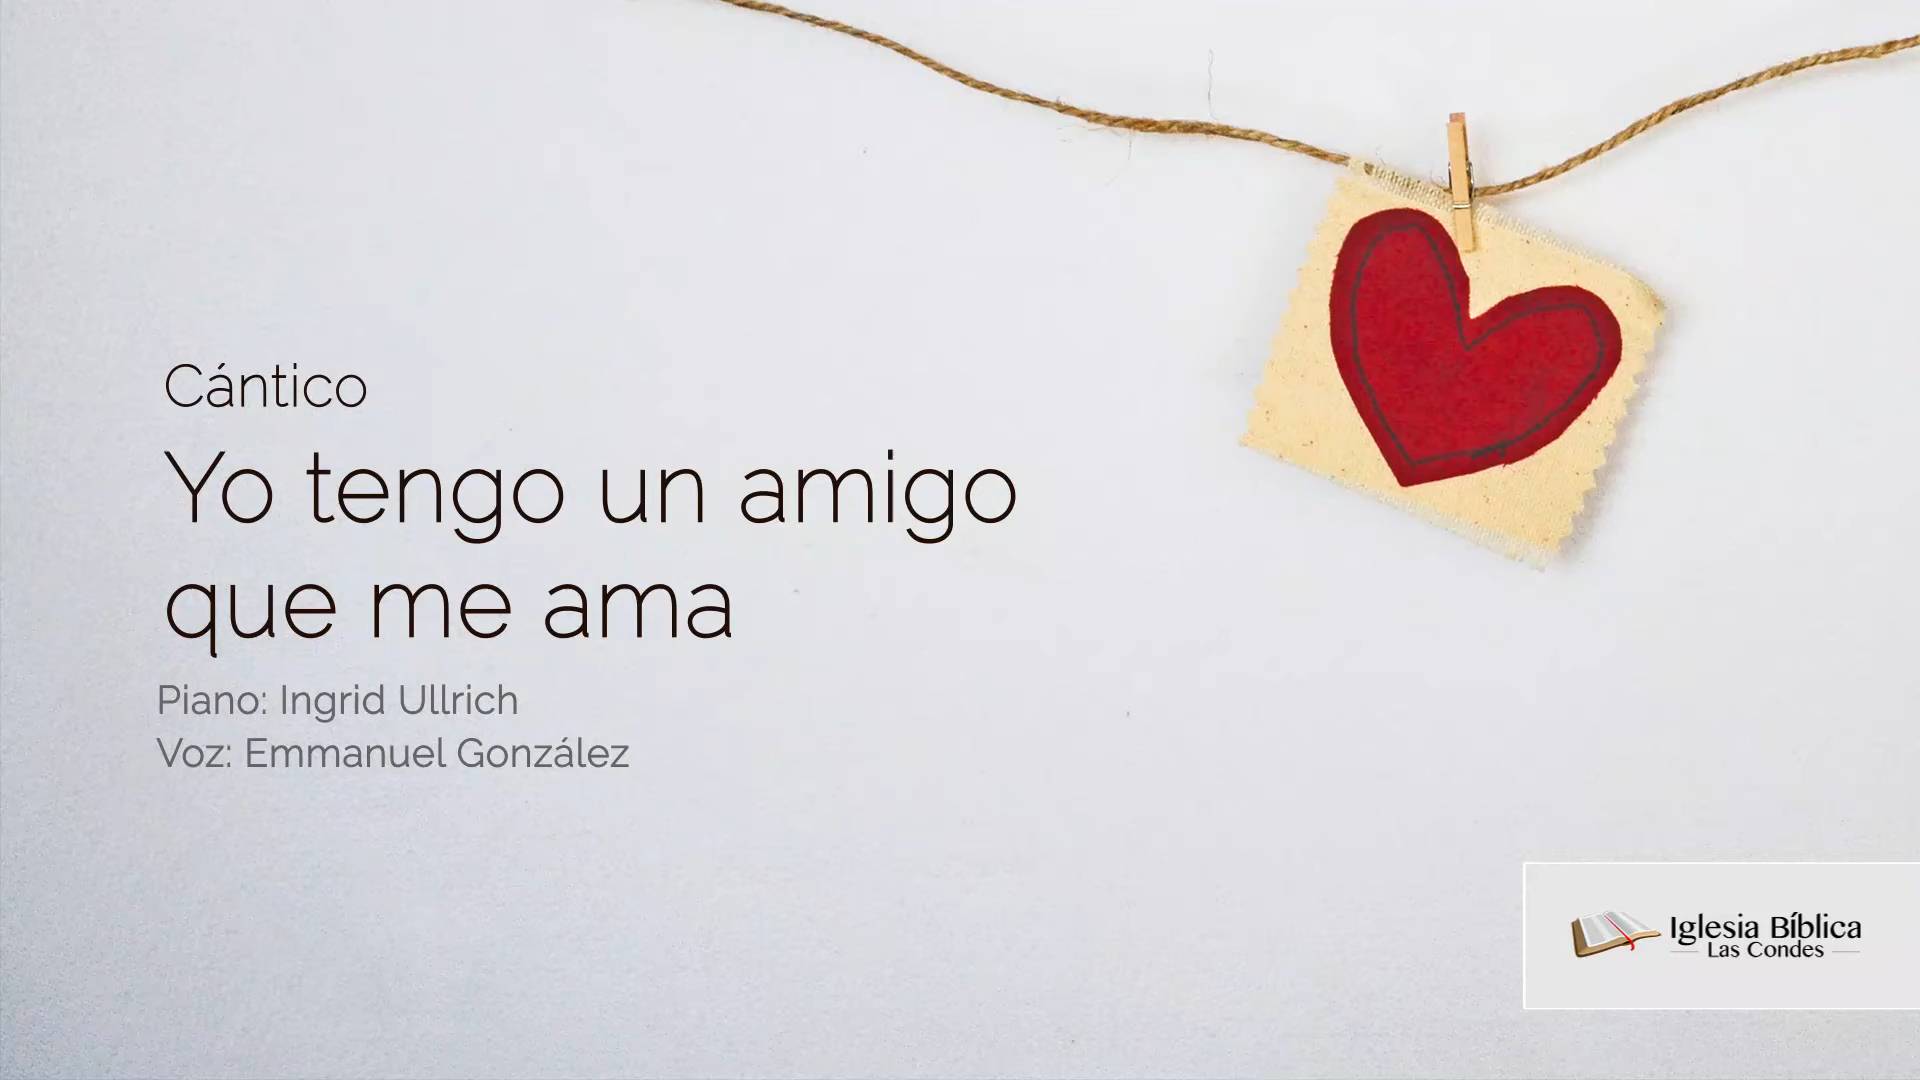 Cántico
Yo tengo un amigo
que me ama
Piano: Ingrid Ullrich
Voz: Emmanuel González
Iglesia Bíblica
Las Condes